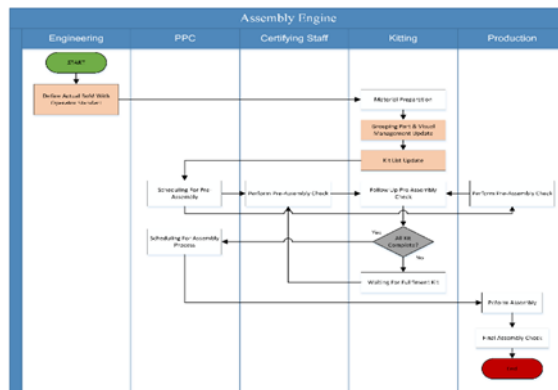 Assembly Engine
Engineering
PPC
Certifying Staff
Kitting
Production
START
Define Actual SoM With
Operator Standart
Material Preparation
Grouping Part & Visual
Management Update
Kit List Update
Scheduling For Pre
Assembly
Perform Pre-Assembly Check
Follow Up Pre-Assembly
Check
Perform Pre-Assembly Check
Scheduling For Assembly
Process
Yes
All Kit
Complete?
No
Waiting For Fulfilment Kit
Perform Assembly
Final Assembly Check